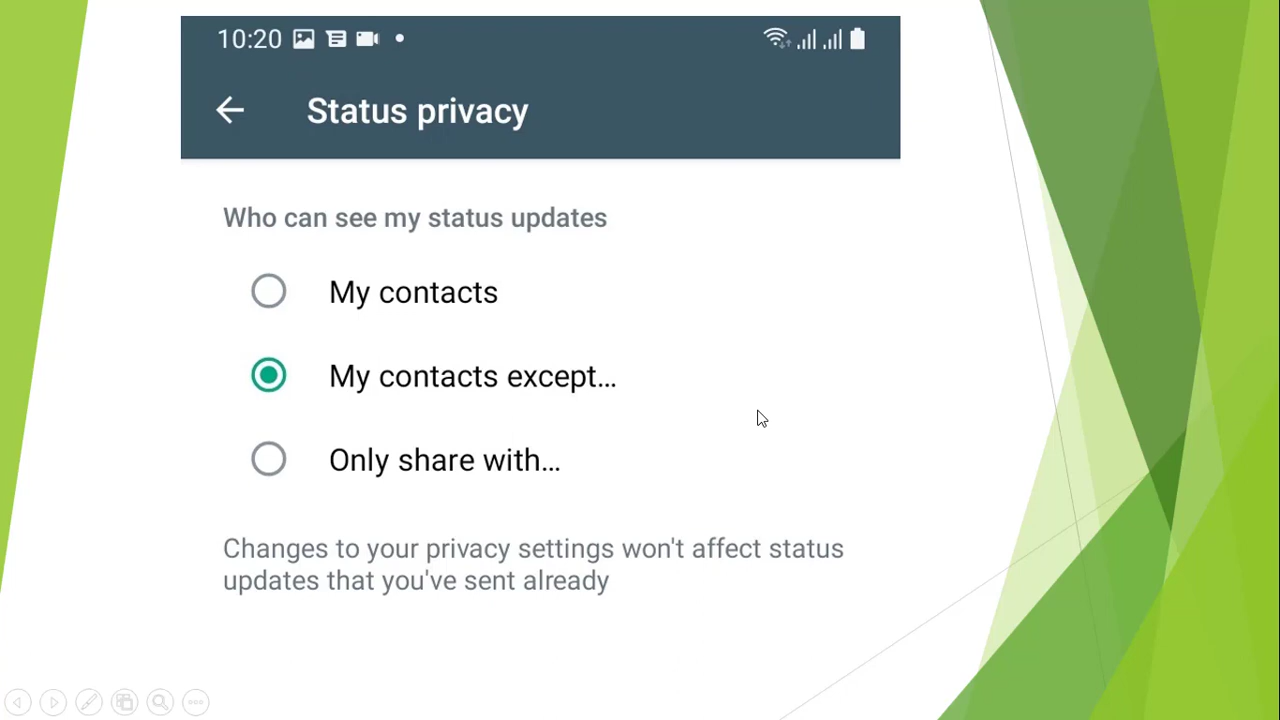 10:20
Status privacy
Who can see my status updates
My contacts
My contacts except...
Only share with...
Changes to your privacy settings won't affect status
updates that you've sent already